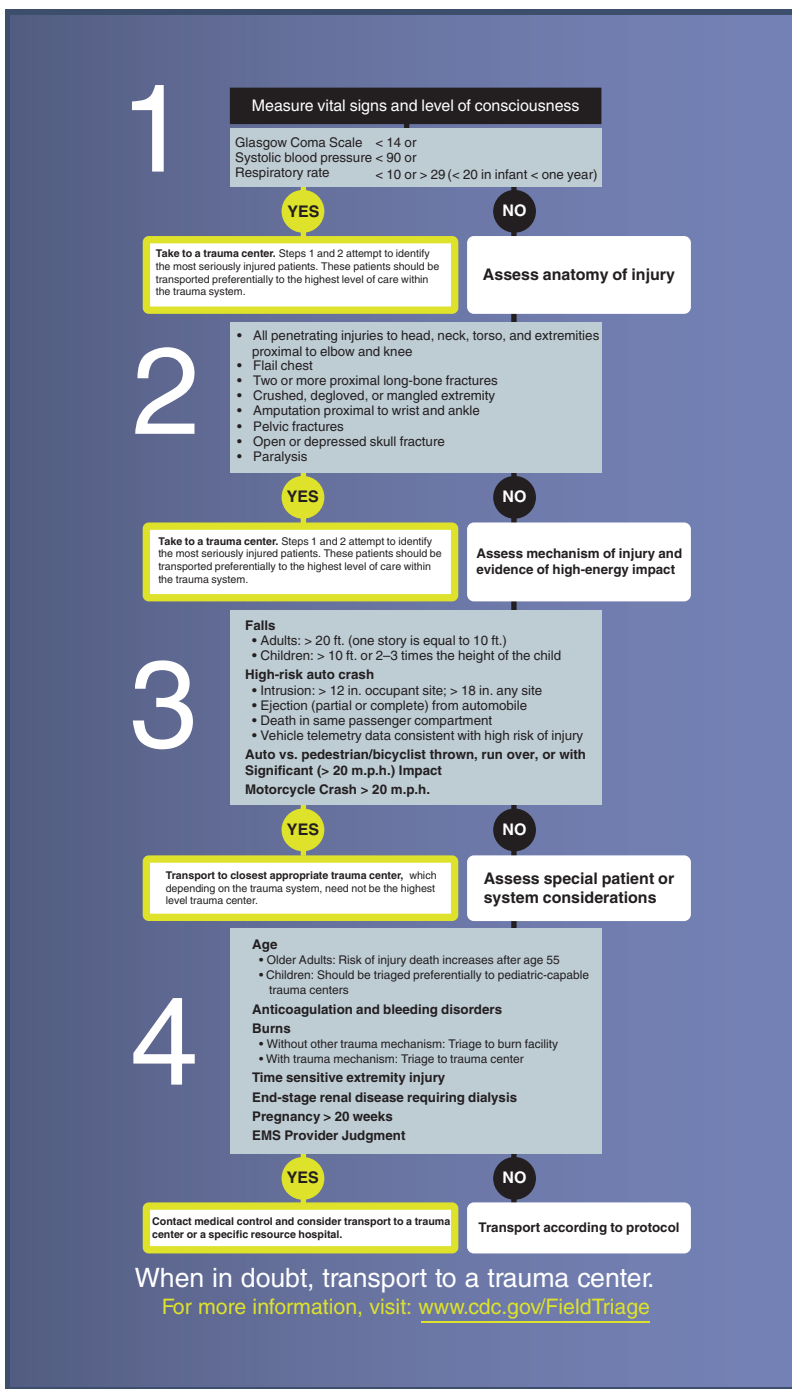 1
Measure vital signs and level of consciousness
Glasgow Coma Scale < 14 or
Systolic blood pressure < 90 or
Respiratory rate < 10 or > 29 (< 20 in infant < one year)
YES
NO
Take to a trauma center. Steps 1 and 2 attempt to identify
the most seriously injured patients. These patients should be
transported preferentially to the highest level of care within
the trauma system.
Assess anatomy of injury
2
• All penetrating injuries to head, neck, torso, and extremities
proximal to elbow and knee
• Flail chest
• Two or more proximal long-bone fractures
• Crushed, degloved, or mangled extremity
• Amputation proximal to wrist and ankle
• Pelvic fractures
• Open or depressed skull fracture
• Paralysis
YES
NO
Take to a trauma center. Steps 1 and 2 attempt to identify
the most seriously injured patients. These patients should be
transported preferentially to the highest level of care within
the trauma system.
Assess mechanism of injury and
evidence of high-energy impact
3
Falls
• Adults: > 20 ft. (one story is equal to 10 ft.)
• Children: > 10 ft. or 2–3 times the height of the child
High-risk auto crash
• Intrusion: > 12 in. occupant site; > 18 in. any site
• Ejection (partial or complete) from automobile
• Death in same passenger compartment
• Vehicle telemetry data consistent with high risk of injury
Auto vs. pedestrian/bicyclist thrown, run over, or with
Significant (> 20 m.p.h.) Impact
Motorcycle Crash > 20 m.p.h.
YES
NO
Transport to closest appropriate trauma center, which
depending on the trauma system, need not be the highest
level trauma center.
Assess special patient or
system considerations
4
Age
• Older Adults: Risk of injury death increases after age 55
• Children: Should be triaged preferentially to pediatric-capable
trauma centers
Anticoagulation and bleeding disorders
Burns
• Without other trauma mechanism: Triage to burn facility
• With trauma mechanism: Triage to trauma center
Time sensitive extremity injury
End-stage renal disease requiring dialysis
Pregnancy > 20 weeks
EMS Provider Judgment
YES
NO
Contact medical control and consider transport to a trauma
center or a specific resource hospital.
Transport according to protocol
When in doubt, transport to a trauma center.
For more information, visit: www.cdc.gov/FieldTriage